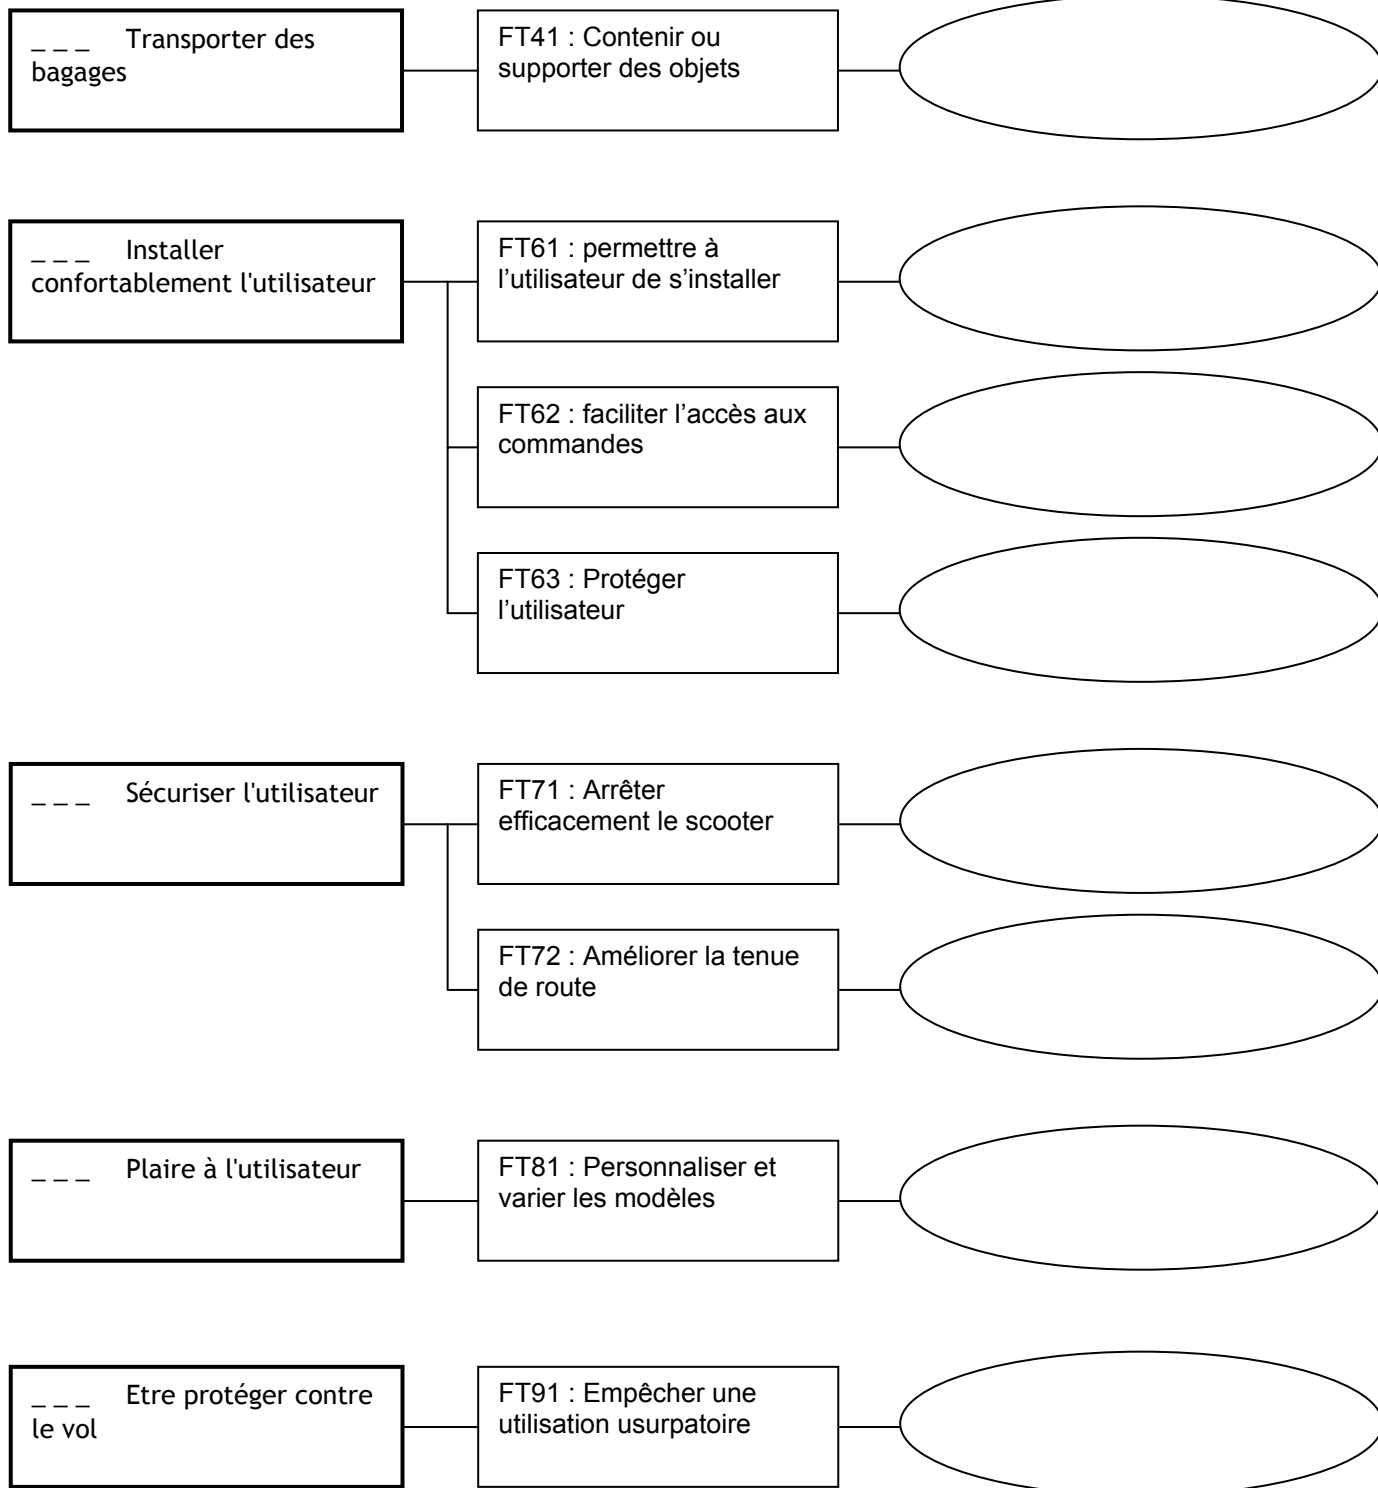 _ _ _ Transporter des
bagages
FT41 : Contenir ou
supporter des objets
_ _ _ Installer
confortablement l'utilisateur
FT61 : permettre à
l’utilisateur de s’installer
FT62 : faciliter l’accès aux
commandes
FT63 : Protéger
l’utilisateur
_ _ _ Sécuriser l'utilisateur
FT71 : Arrêter
efficacement le scooter
FT72 : Améliorer la tenue
de route
_ _ _ Plaire à l'utilisateur
FT81 : Personnaliser et
varier les modèles
_ _ _ Etre protéger contre
le vol
FT91 : Empêcher une
utilisation usurpatoire